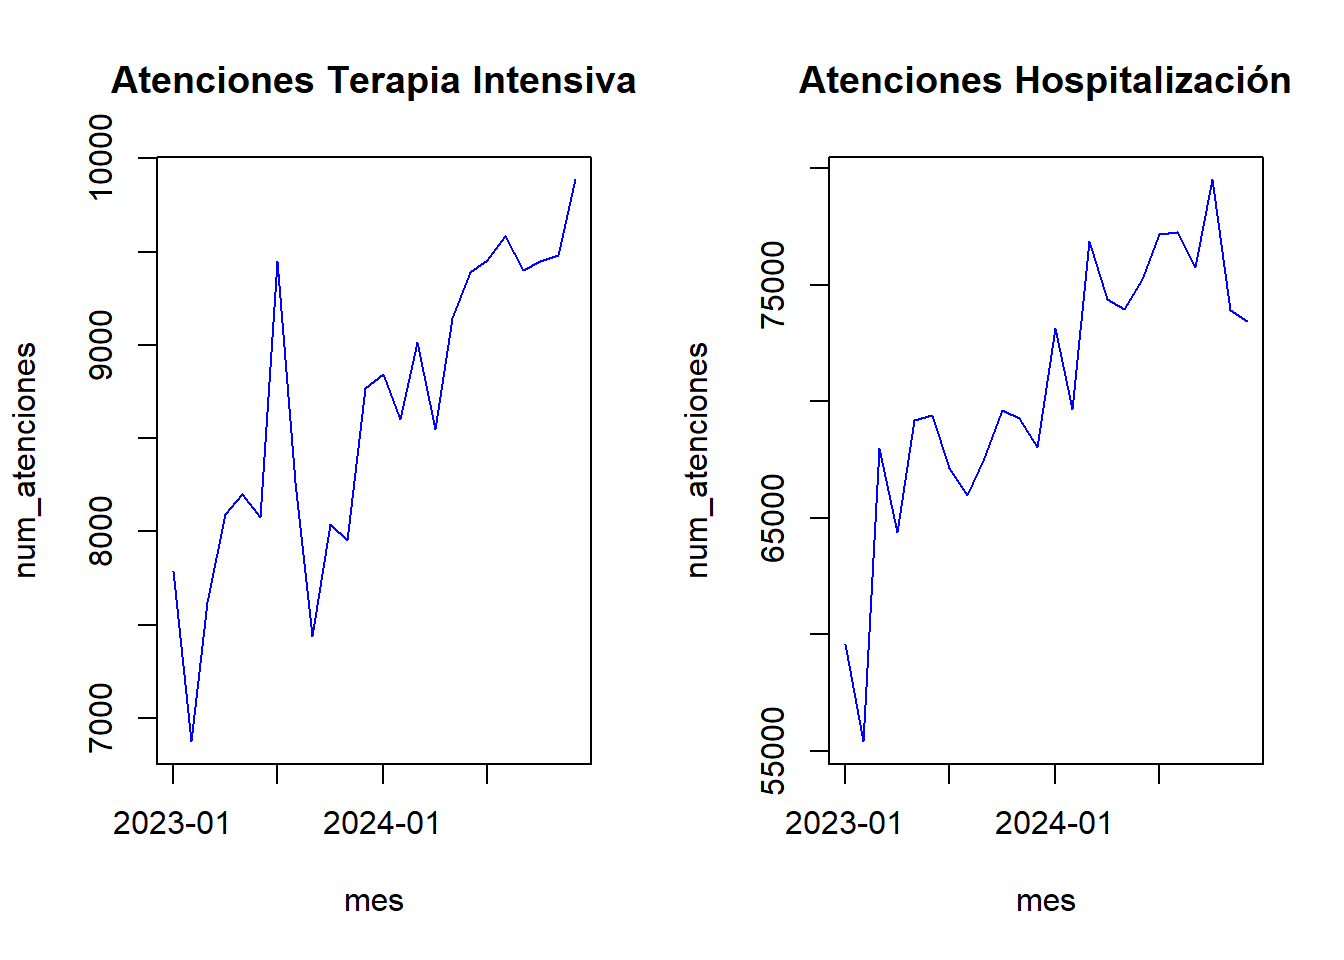 Atenciones Terapia Intensiva
num_atenciones
10000
9000
8000
7000
2023-01 2024-01
mes
Atenciones Hospitalización
num_atenciones
75000
65000
55000
2023-01 2024-01
mes